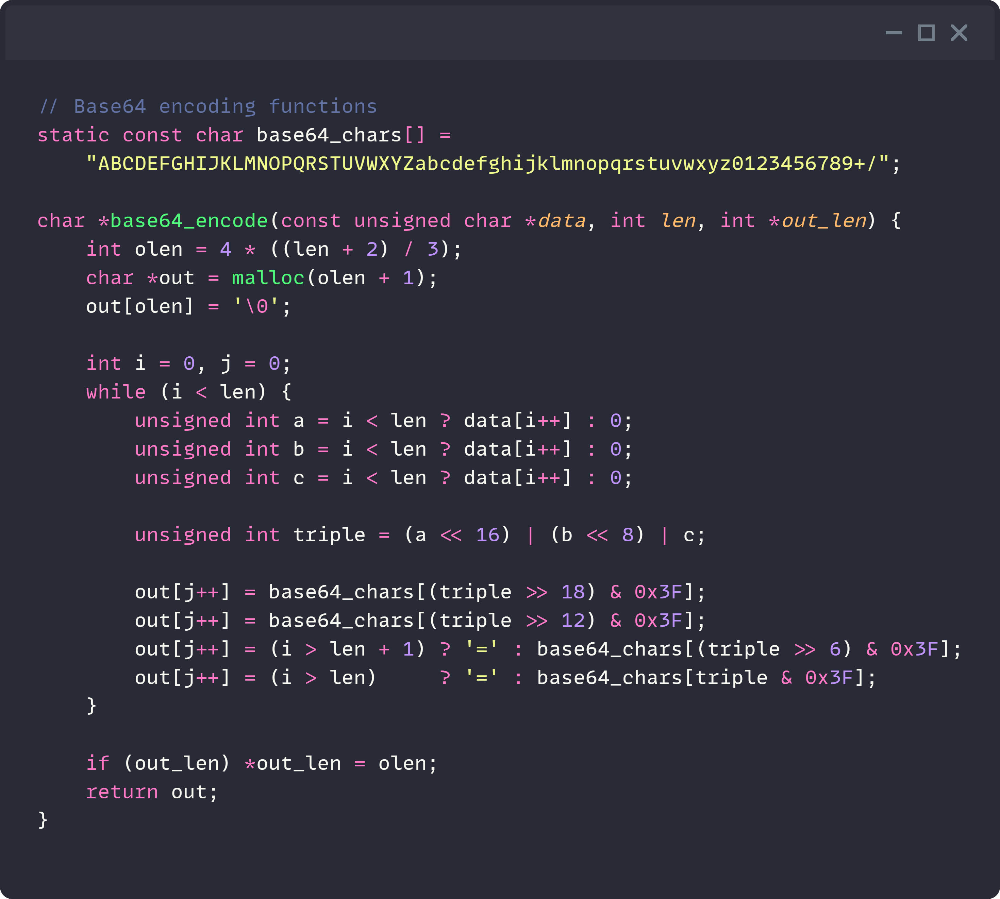 // Base64 encoding functions
static const char base64_chars[] =
    "ABCDEFGHIJKLMNOPQRSTUVWXYZabcdefghijklmnopqrstuvwxyz0123456789+/";

char *base64_encode(const unsigned char *data, int len, int *out_len) {
    int olen = 4 * ((len + 2) / 3);
    char *out = malloc(olen + 1);
    out[olen] = '\0';

    int i = 0, j = 0;
    while (i < len) {
        unsigned int a = i < len ? data[i++] : 0;
        unsigned int b = i < len ? data[i++] : 0;
        unsigned int c = i < len ? data[i++] : 0;

        unsigned int triple = (a << 16) | (b << 8) | c;

        out[j++] = base64_chars[(triple >> 18) & 0x3F];
        out[j++] = base64_chars[(triple >> 12) & 0x3F];
        out[j++] = (i > len + 1) ? '=' : base64_chars[(triple >> 6) & 0x3F];
        out[j++] = (i > len)     ? '=' : base64_chars[triple & 0x3F];
    }

    if (out_len) *out_len = olen;
    return out;
}